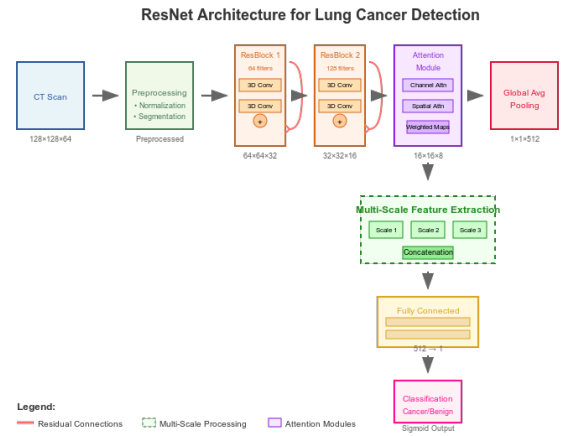 ResNet Architecture for Lung Cancer Detection
CT Scan
128×128×64
Preprocessing
• Normalization
• Segmentation
Preprocessed
ResBlock 1
64 filters
3D Conv
3D Conv
+
64×64×32
ResBlock 2
128 filters
3D Conv
3D Conv
+
32×32×16
Attention
Module
Channel Attn
Spatial Attn
Weighted Maps
16×16×8
Global Avg
Pooling
1×1×512
Multi-Scale Feature Extraction
Scale 1
Scale 2
Scale 3
Concatenation
Fully Connected
512 → 1
Classification
Cancer/Benign
Sigmoid Output
Legend:
Residual Connections
Multi-Scale Processing
Attention Modules